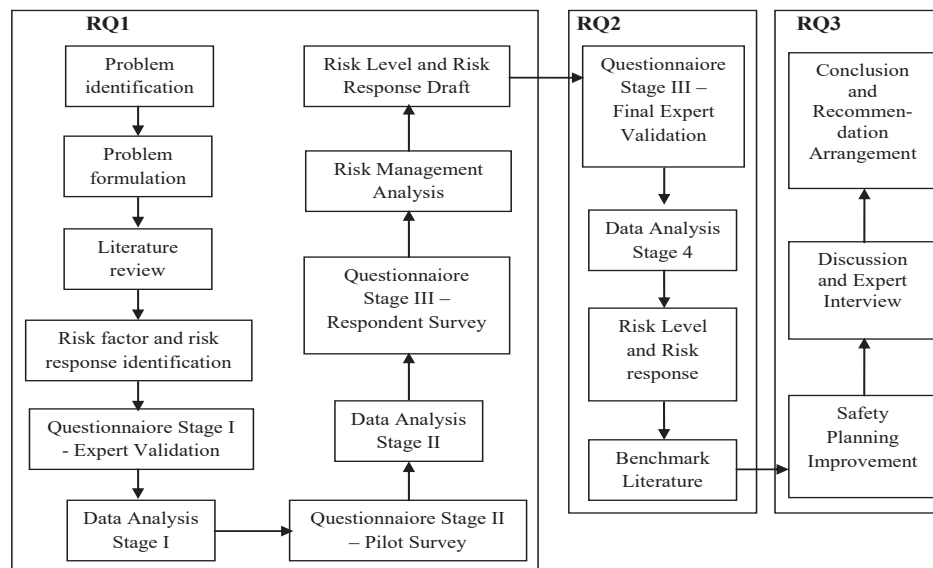 RQ1
Problem
identification
Problem
formulation
Literature
review
Risk factor and risk
response identification
Questionnaiore Stage I
- Expert Validation
Data Analysis
Stage I
Questionnaiore Stage II
– Pilot Survey
Data Analysis
Stage II
Questionnaiore
Stage III –
Respondent Survey
Risk Management
Analysis
Risk Level and Risk
Response Draft
RQ2
Questionnaiore
Stage III –
Final Expert
Validation
Data Analysis
Stage 4
Risk Level
and Risk
response
Benchmark
Literature
RQ3
Safety
Planning
Improvement
Discussion
and Expert
Interview
Conclusion
and
Recommen-
dation
Arrangement